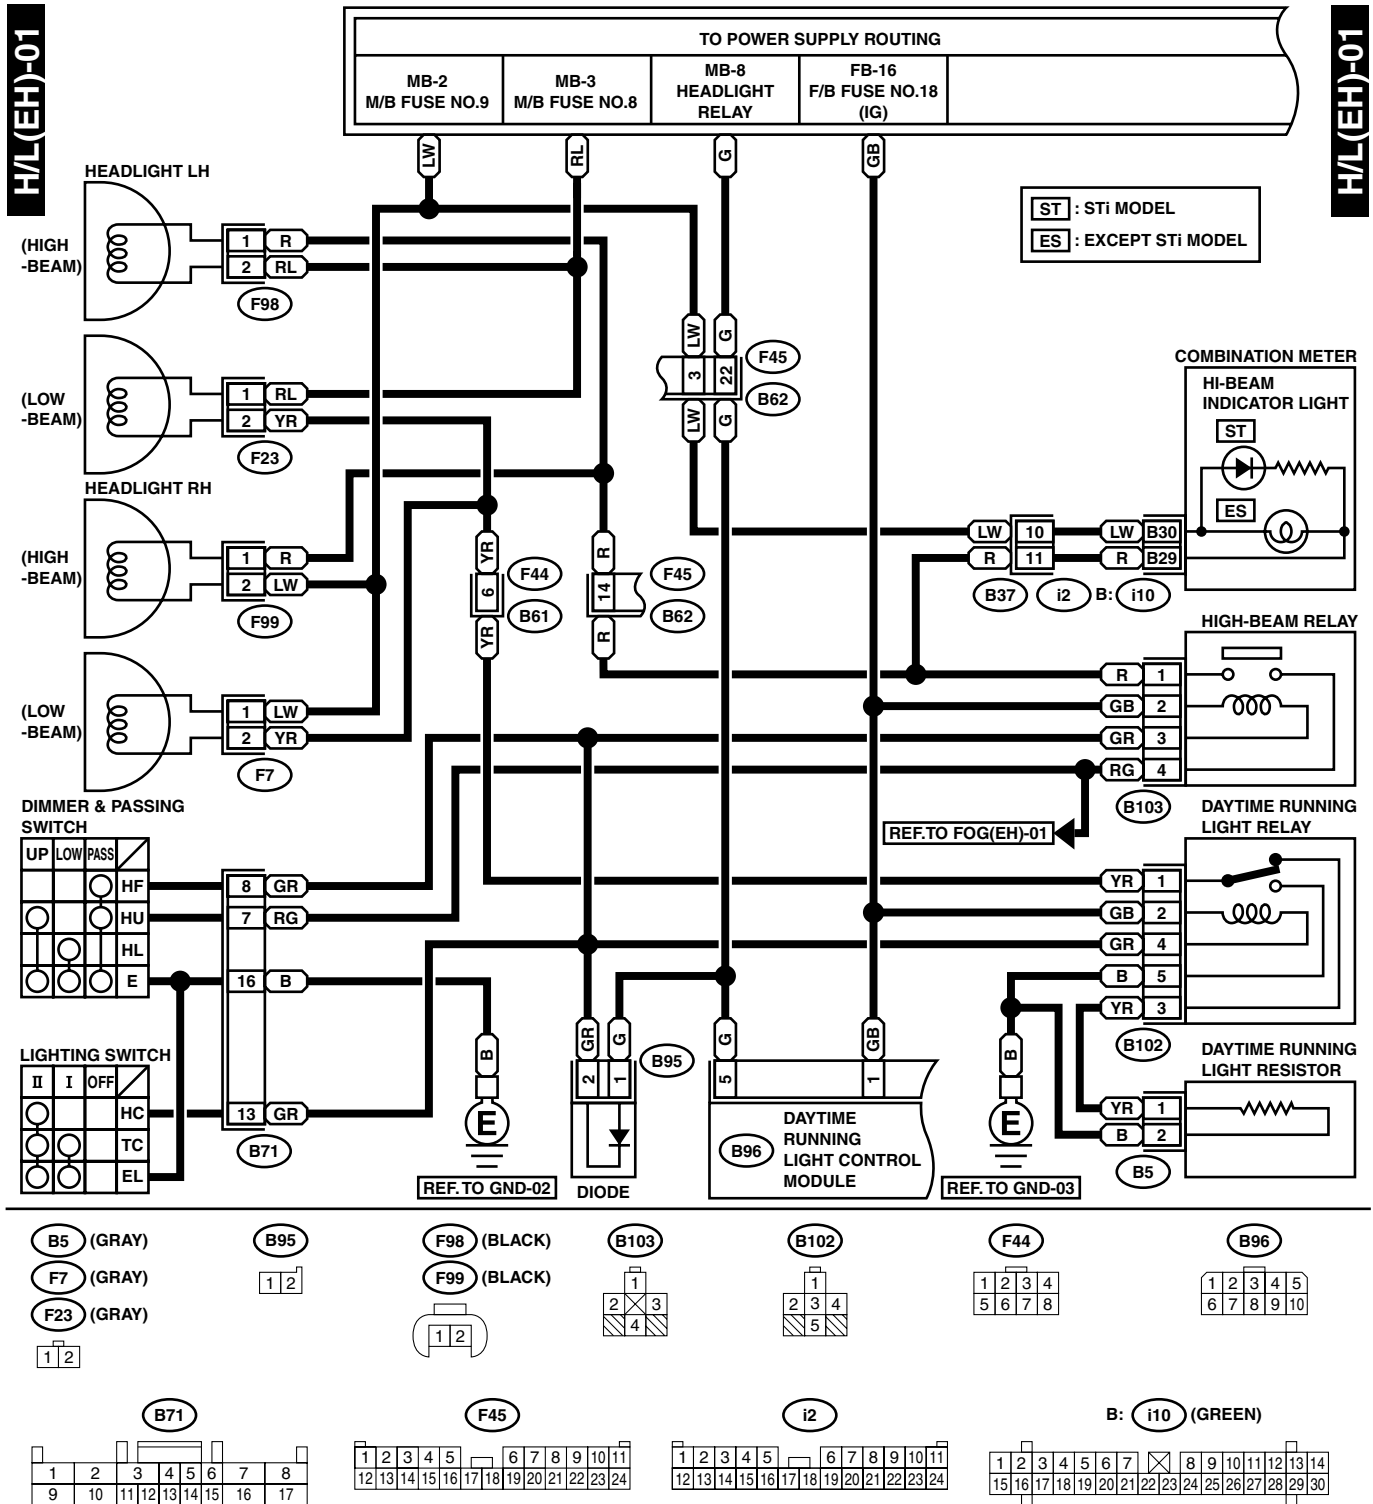 H/L(EH)-01
H/L(EH)-01
TO POWER SUPPLY ROUTING
MB-2
M/B FUSE NO.9
MB-3
M/B FUSE NO.8
MB-8
HEADLIGHT
RELAY
FB-16
F/B FUSE NO.18
(IG)
LW
RL
G
GB
ST : STi MODEL
ES : EXCEPT STi MODEL
HEADLIGHT LH
(HIGH
-BEAM)
1 R
2 RL
F98
(LOW
-BEAM)
1 RL
2 YR
F23
HEADLIGHT RH
(HIGH
-BEAM)
1 R
2 LW
F99
(LOW
-BEAM)
1 LW
2 YR
F7
LW G
3 22
LW G
F45
B62
YR
6
YR
F44
B61
R
14
R
F45
B62
COMBINATION METER
HI-BEAM
INDICATOR LIGHT
ST
ES
LW 10 LW B30
R 11 R B29
B37 i2 B: i10
HIGH-BEAM RELAY
R 1
GB 2
GR 3
RG 4
B103
REF.TO FOG(EH)-01
DAYTIME RUNNING
LIGHT RELAY
YR 1
GB 2
GR 4
B 5
YR 3
B102
DAYTIME RUNNING
LIGHT RESISTOR
YR 1
B 2
B5
DIMMER & PASSING
SWITCH
UP LOW PASS
HF
HU
HL
E
8 GR
7 RG
16 B
13 GR
B71
LIGHTING SWITCH
II I OFF
HC
TC
EL
B
E
REF.TO GND-02
GR G
2 1
B95
DIODE
G GB
5 1
B96
DAYTIME
RUNNING
LIGHT CONTROL
MODULE
B
E
REF.TO GND-03
B5 (GRAY)
F7 (GRAY)
F23 (GRAY)
1 2
B95
1 2
F98 (BLACK)
F99 (BLACK)
1 2
B103
1
2 3
4
B102
1
2 3 4
5
F44
1 2 3 4
5 6 7 8
B96
1 2 3 4 5
6 7 8 9 10
B71
1 2 3 4 5 6 7 8
9 10 11 12 13 14 15 16 17
F45
1 2 3 4 5 6 7 8 9 10 11
12 13 14 15 16 17 18 19 20 21 22 23 24
i2
1 2 3 4 5 6 7 8 9 10 11
12 13 14 15 16 17 18 19 20 21 22 23 24
B: i10 (GREEN)
1 2 3 4 5 6 7 8 9 10 11 12 13 14
15 16 17 18 19 20 21 22 23 24 25 26 27 28 29 30